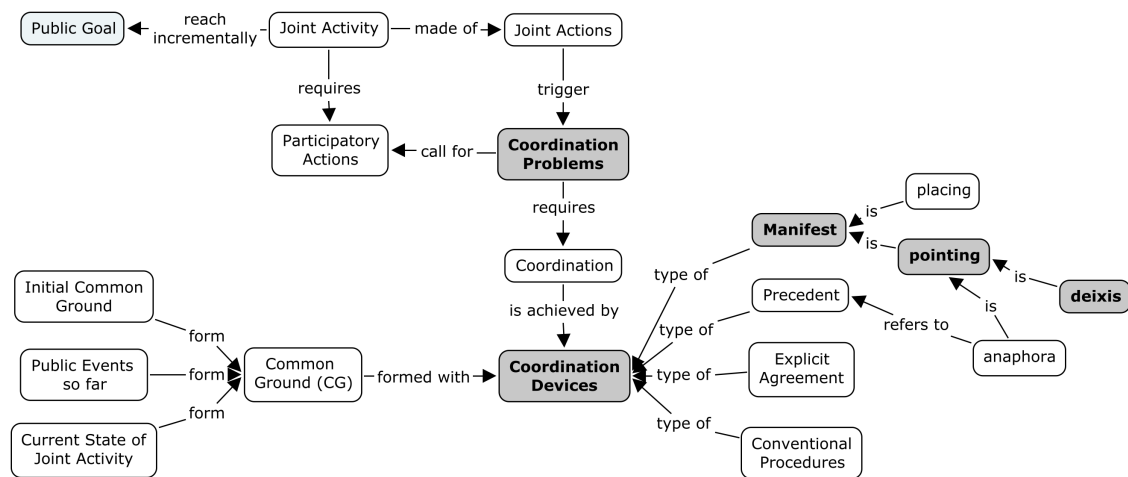 Public Goal
reach
incrementally
Joint Activity
made of
Joint Actions
requires
trigger
Participatory
Actions
call for
Coordination
Problems
requires
placing
is
Manifest
is
pointing
is
deixis
is
Coordination
type of
Initial Common
Ground
Precedent
refers to
anaphora
is achieved by
type of
form
Public Events
so far
form
Common
Ground (CG)
formed with
Coordination
Devices
type of
Explicit
Agreement
form
Current State of
Joint Activity
type of
Conventional
Procedures